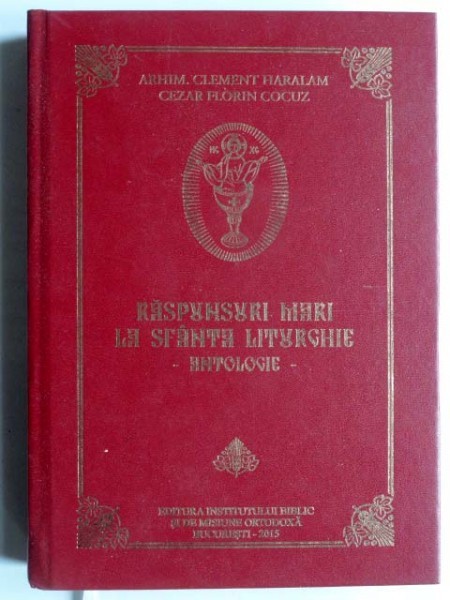 ARHIM. CLEMENT HARALAM
CEZAR FLORIN COCUZ
IC XC
RĂSPUNSURI MARI
LA SFÂNTA LITURGHIE
- ANTOLOGIE -
EDITURA INSTITUTULUI BIBLIC
ȘI DE MISIUNE ORTODOXĂ
BUCUREȘTI - 2015